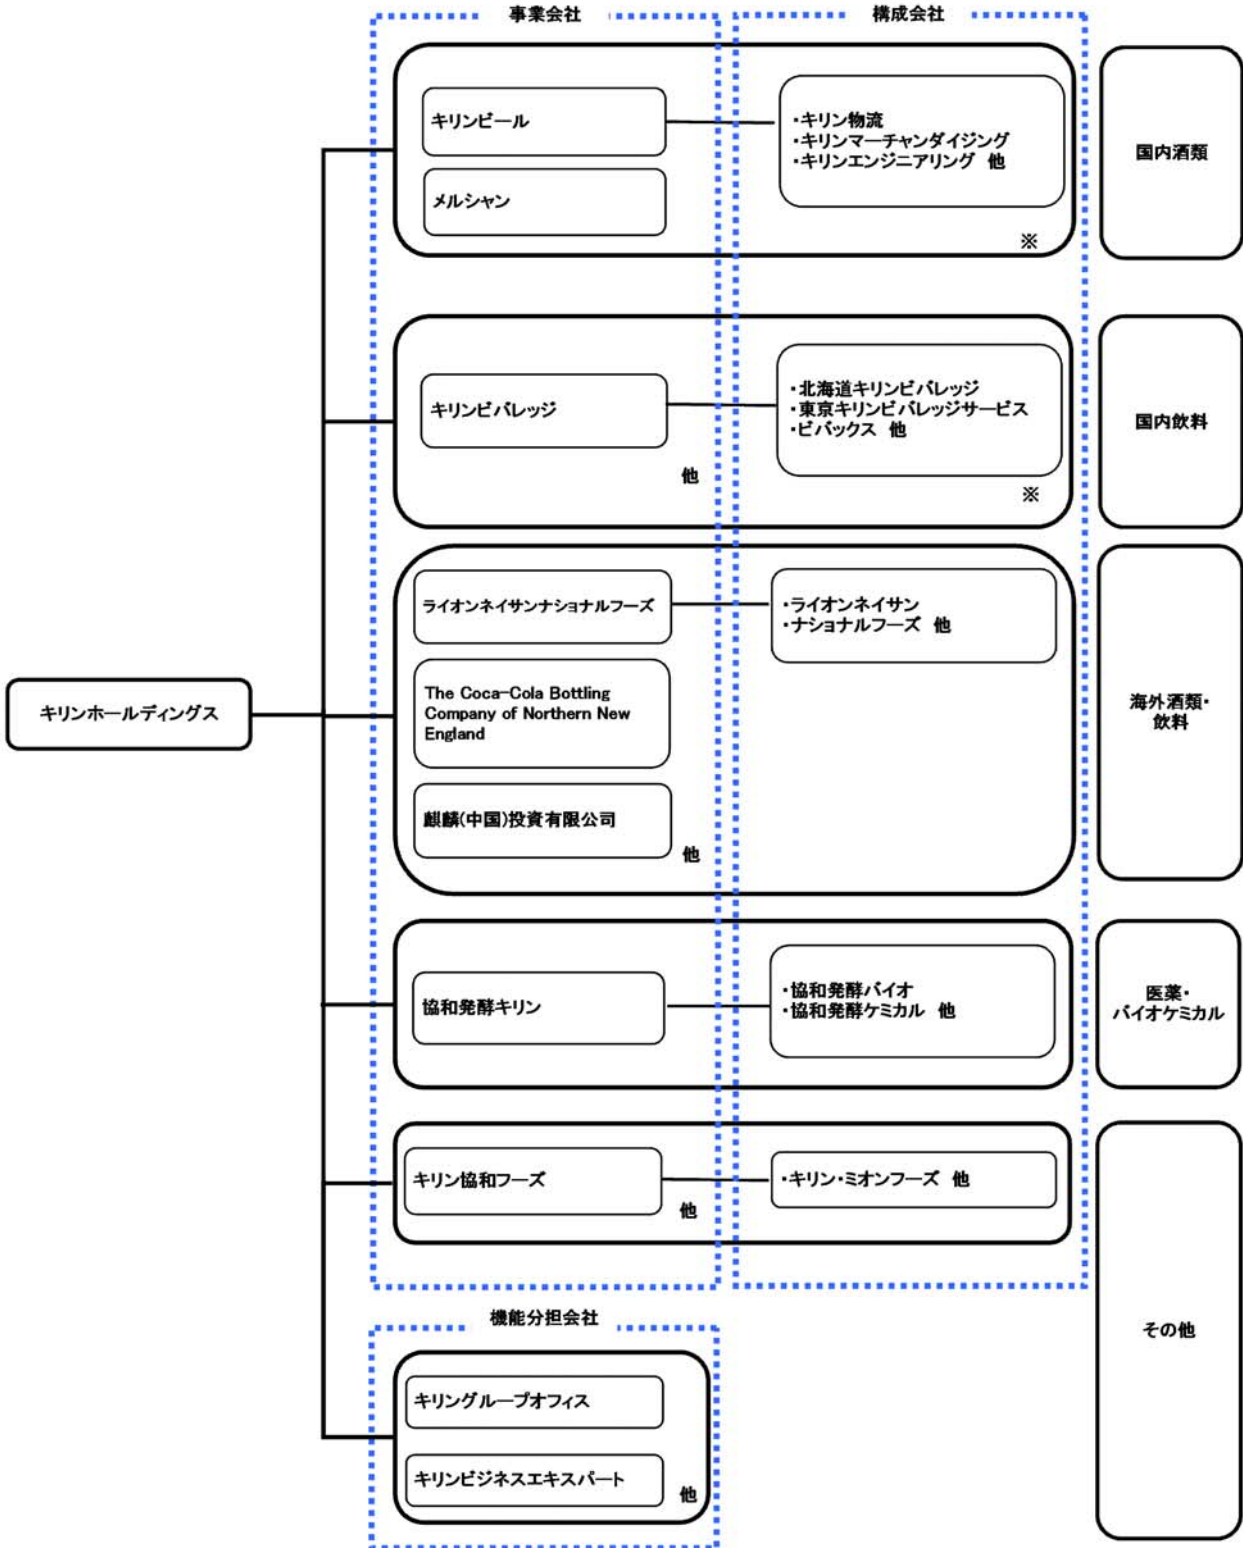 事業会社
構成会社
キリンビール
・キリン物流
・キリンマーチャンダイジング
・キリンエンジニアリング 他
国内酒類
メルシャン
※
キリンビバレッジ
・北海道キリンビバレッジ
・東京キリンビバレッジサービス
・ビバックス 他
国内飲料
他
※
ライオンネイサンナショナルフーズ
・ライオンネイサン
・ナショナルフーズ 他
The Coca-Cola Bottling
Company of Northern New
England
キリンホールディングス
海外酒類・
飲料
麒麟(中国)投資有限公司
他
協和発酵キリン
・協和発酵バイオ
・協和発酵ケミカル 他
医薬・
バイオケミカル
キリン協和フーズ
・キリン・ミオンフーズ 他
他
機能分担会社
その他
キリングループオフィス
キリンビジネスエキスパート
他